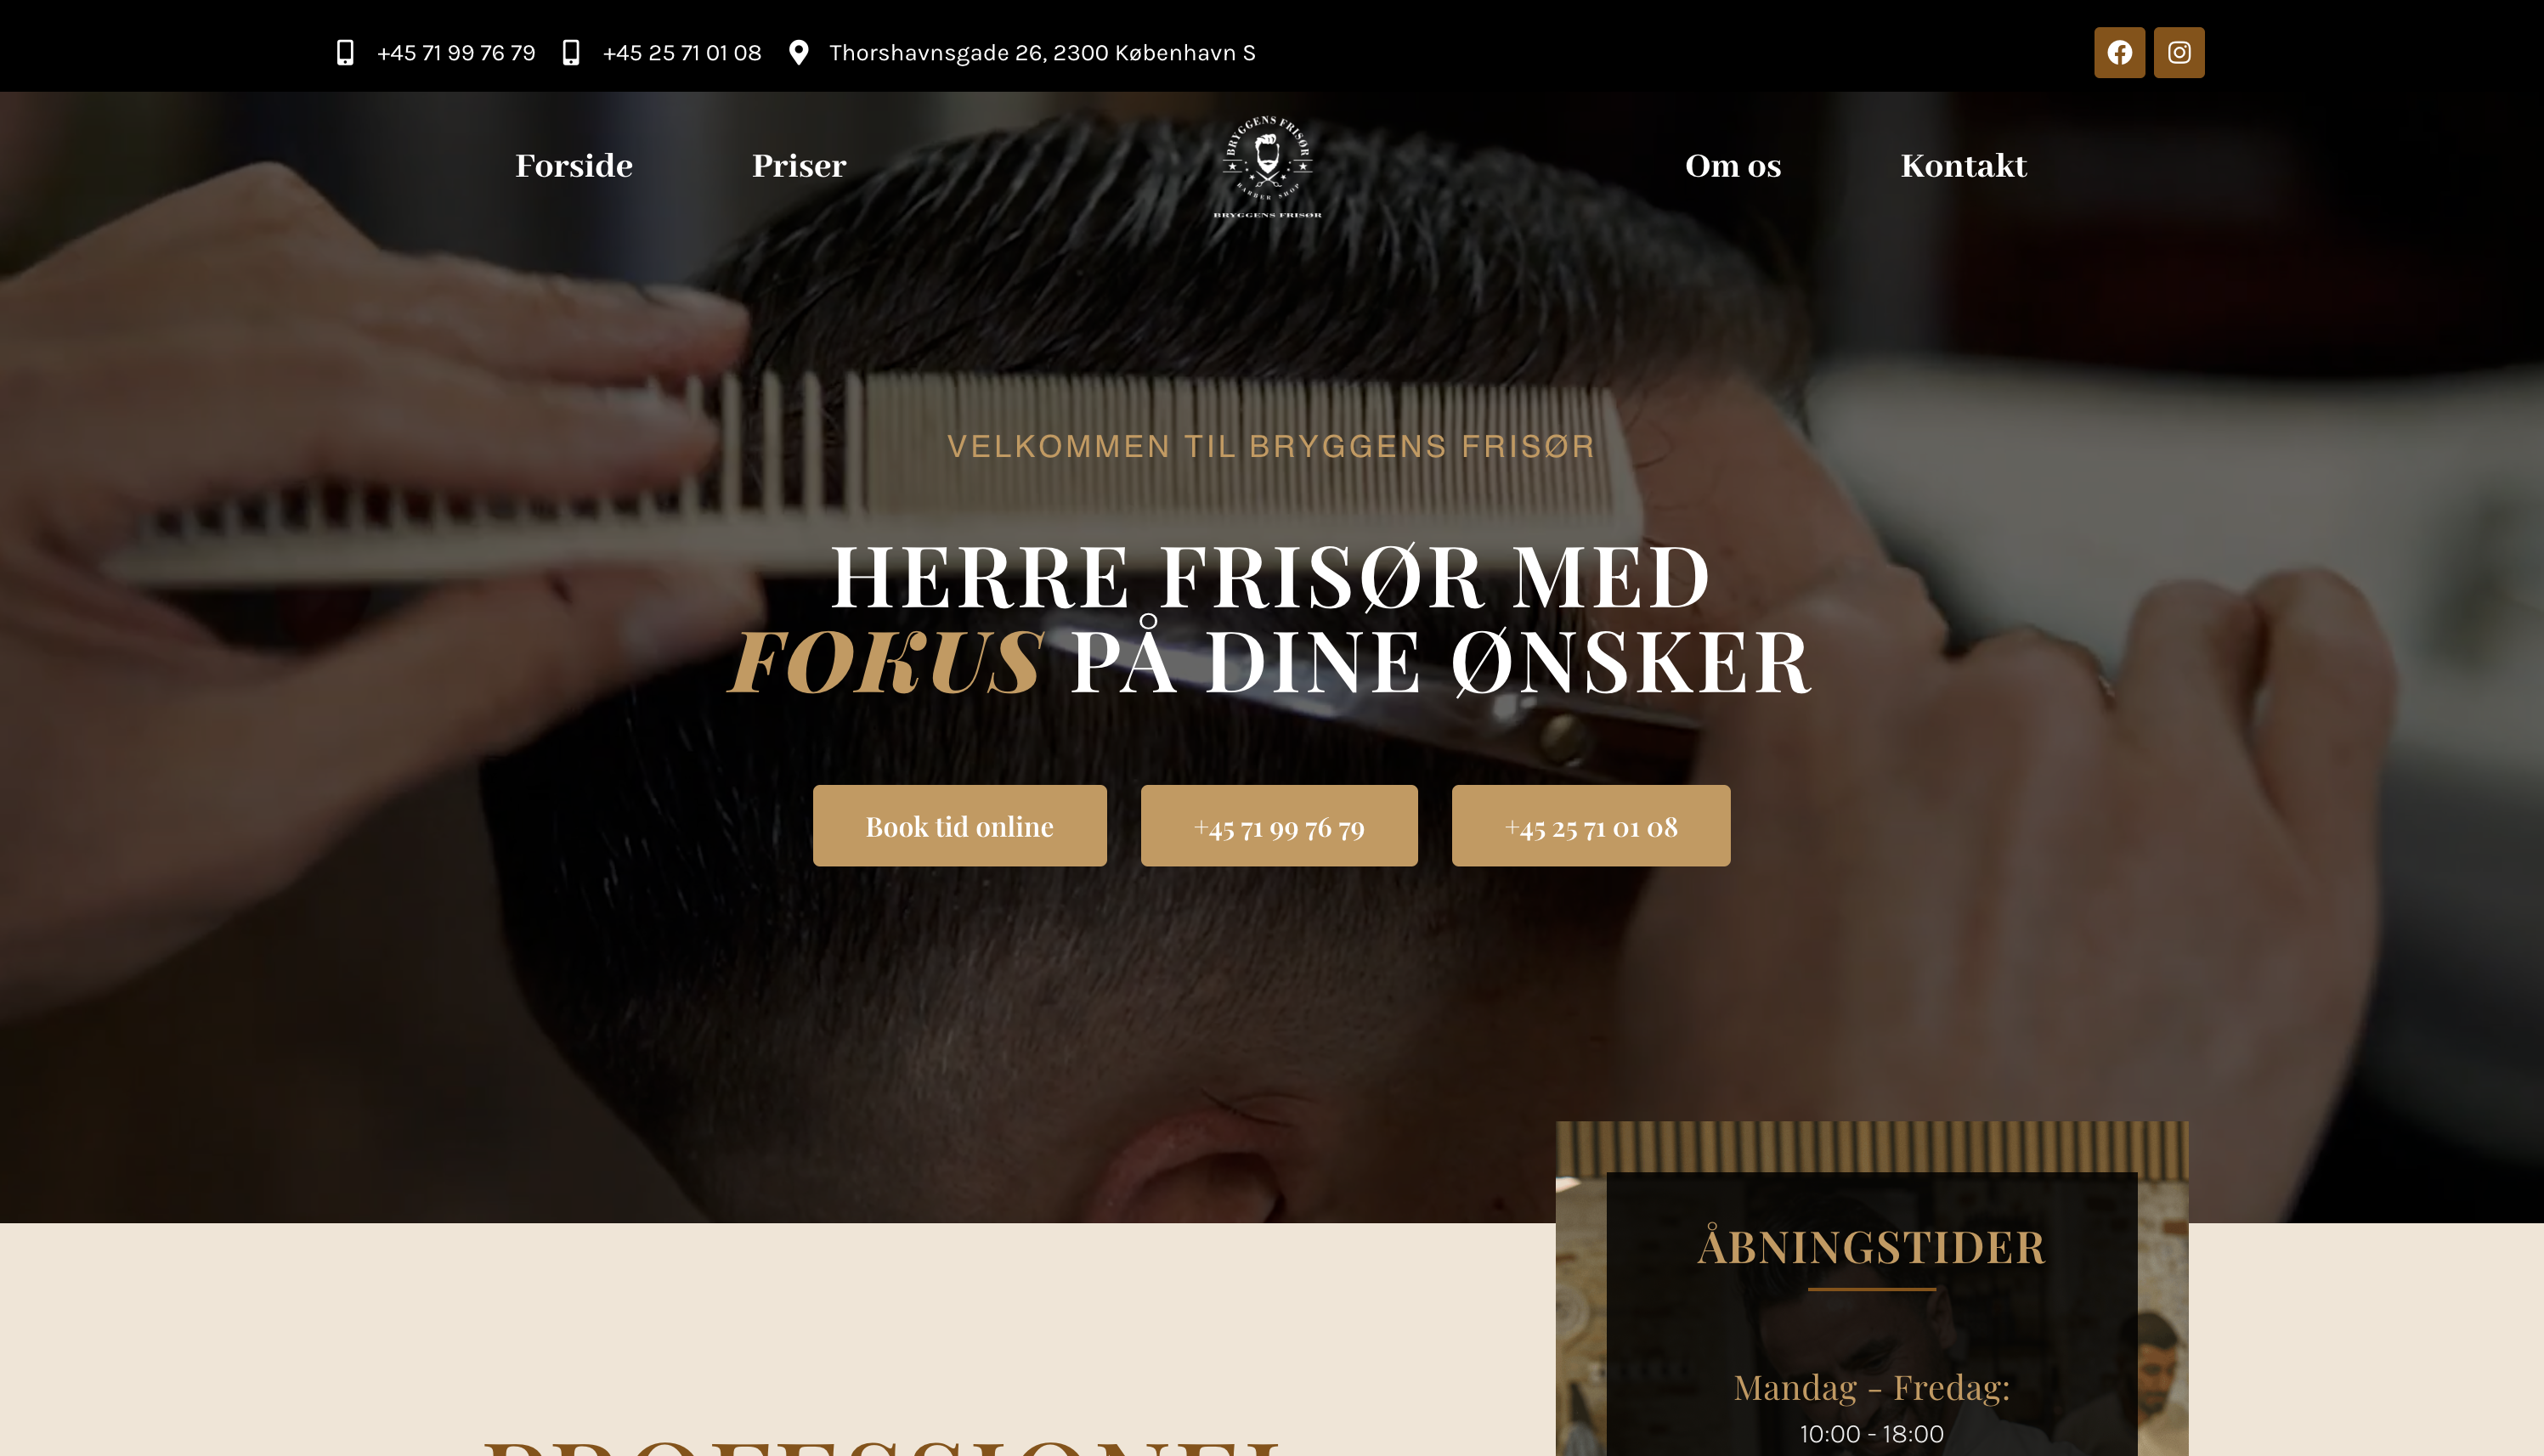 +45 71 99 76 79 +45 25 71 01 08 Thorshavnsgade 26, 2300 København S
Forside Priser Om os Kontakt
BRYGGENS FRISØR
BARBER SHOP
BRYGGENS FRISØR
VELKOMMEN TIL BRYGGENS FRISØR
HERRE FRISØR MED
FOKUS PÅ DINE ØNSKER
Book tid online +45 71 99 76 79 +45 25 71 01 08
ÅBNINGSTIDER
Mandag - Fredag:
10:00 - 18:00